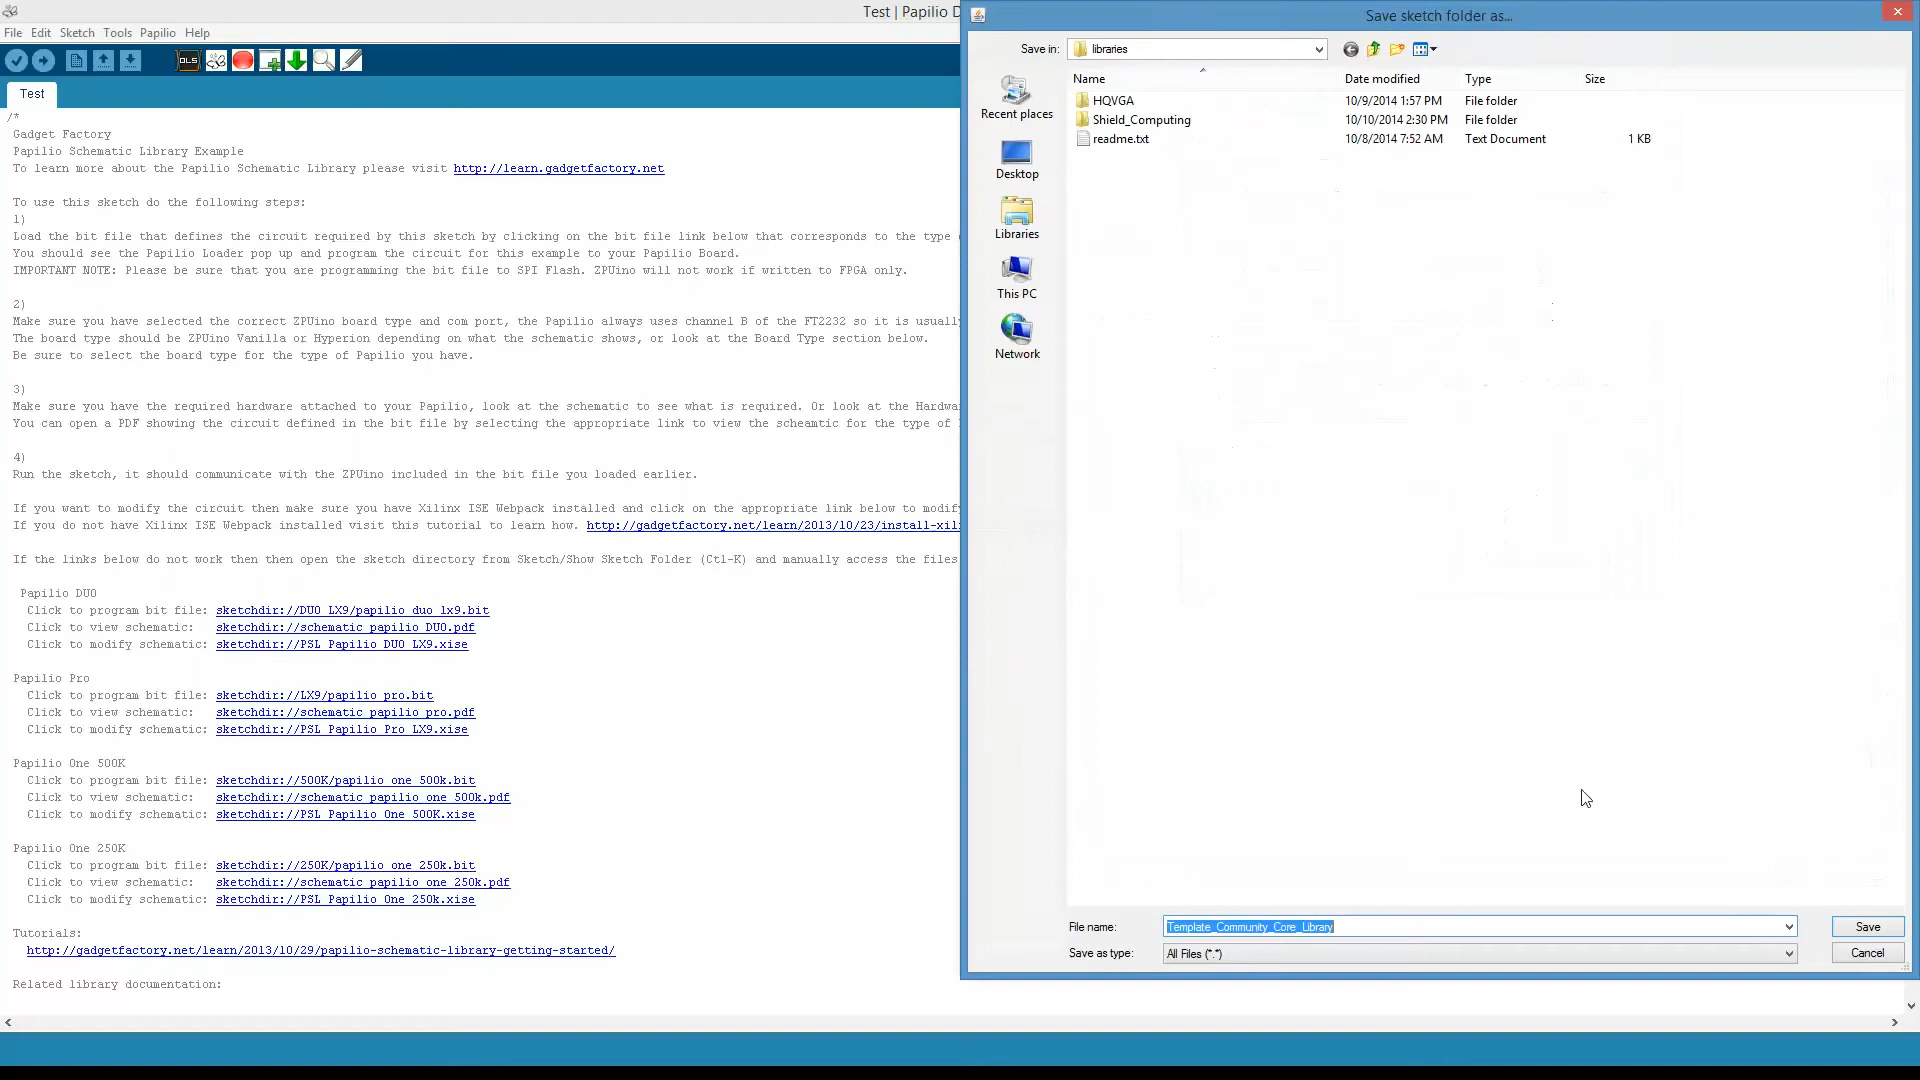 Test | Papilio D
File Edit Sketch Tools Papilio Help
OLS
Test
/*
Gadget Factory
Papilio Schematic Library Example
To learn more about the Papilio Schematic Library please visit http://learn.gadgetfactory.net
To use this sketch do the following steps:
1)
Load the bit file that defines the circuit required by this sketch by clicking on the bit file link below that corresponds to the type
You should see the Papilio Loader pop up and program the circuit for this example to your Papilio Board.
IMPORTANT NOTE: Please be sure that you are programming the bit file to SPI Flash. ZPUino will not work if written to FPGA only.
2)
Make sure you have selected the correct ZPUino board type and com port, the Papilio always uses channel B of the FT2232 so it is usuall
The board type should be ZPUino Vanilla or Hyperion depending on what the schematic shows, or look at the Board Type section below.
Be sure to select the board type for the type of Papilio you have.
3)
Make sure you have the required hardware attached to your Papilio, look at the schematic to see what is required. Or look at the Hardwa
You can open a PDF showing the circuit defined in the bit file by selecting the appropriate link to view the scheamtic for the type of
4)
Run the sketch, it should communicate with the ZPUino included in the bit file you loaded earlier.
If you want to modify the circuit then make sure you have Xilinx ISE Webpack installed and click on the appropriate link below to modif
If you do not have Xilinx ISE Webpack installed visit this tutorial to learn how. http://gadgetfactory.net/learn/2013/10/23/install-xil
If the links below do not work then then open the sketch directory from Sketch/Show Sketch Folder (Ctl-K) and manually access the files
Papilio DUO
Click to program bit file: sketchdir://DUO_LX9/papilio_duo_lx9.bit
Click to view schematic: sketchdir://schematic_papilio_DUO.pdf
Click to modify schematic: sketchdir://PSL_Papilio_DUO_LX9.xise
Papilio Pro
Click to program bit file: sketchdir://LX9/papilio_pro.bit
Click to view schematic: sketchdir://schematic_papilio_pro.pdf
Click to modify schematic: sketchdir://PSL_Papilio_Pro_LX9.xise
Papilio One 500K
Click to program bit file: sketchdir://500K/papilio_one_500k.bit
Click to view schematic: sketchdir://schematic_papilio_one_500k.pdf
Click to modify schematic: sketchdir://PSL_Papilio_One_500K.xise
Papilio One 250K
Click to program bit file: sketchdir://250K/papilio_one_250k.bit
Click to view schematic: sketchdir://schematic_papilio_one_250k.pdf
Click to modify schematic: sketchdir://PSL_Papilio_One_250k.xise
Tutorials:
http://gadgetfactory.net/learn/2013/10/29/papilio-schematic-library-getting-started/
Related library documentation:
Save sketch folder as...
Save in: libraries
Recent places
Desktop
Libraries
This PC
Network
Name Date modified Type Size
HQVGA 10/9/2014 1:57 PM File folder
Shield_Computing 10/10/2014 2:30 PM File folder
readme.txt 10/8/2014 7:52 AM Text Document 1 KB
File name: Template_Community_Core_Library Save
Save as type: All Files (*.*) Cancel